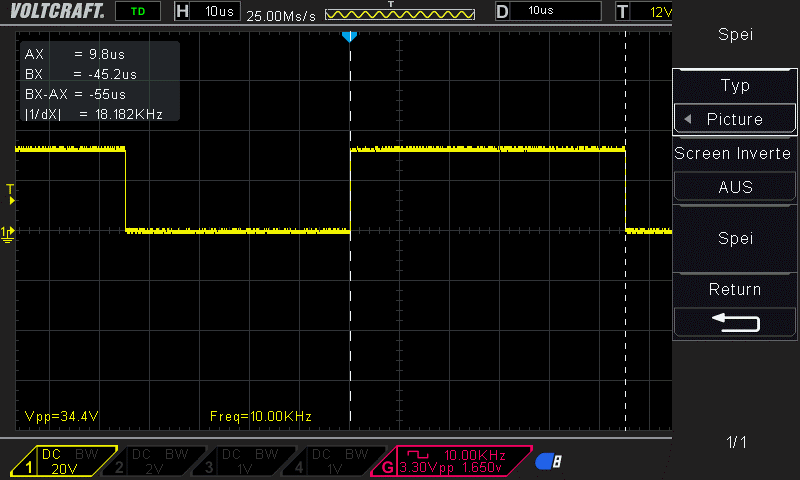 VOLTCRAFT. TD H 10us 25.00Ms/s T D 10us T 12V
AX = 9.8us
BX = -45.2us
BX-AX = -55us
|1/dX| = 18.182KHz
Spei
Typ
Picture
Screen Inverte
AUS
Spei
Return
1/1
T
1
Vpp=34.4V Freq=10.00KHz
1 DC BW 20V
2 DC BW 2V
3 DC BW 1V
4 DC BW 1V
G 10.00KHz
3.30Vpp 1.650v